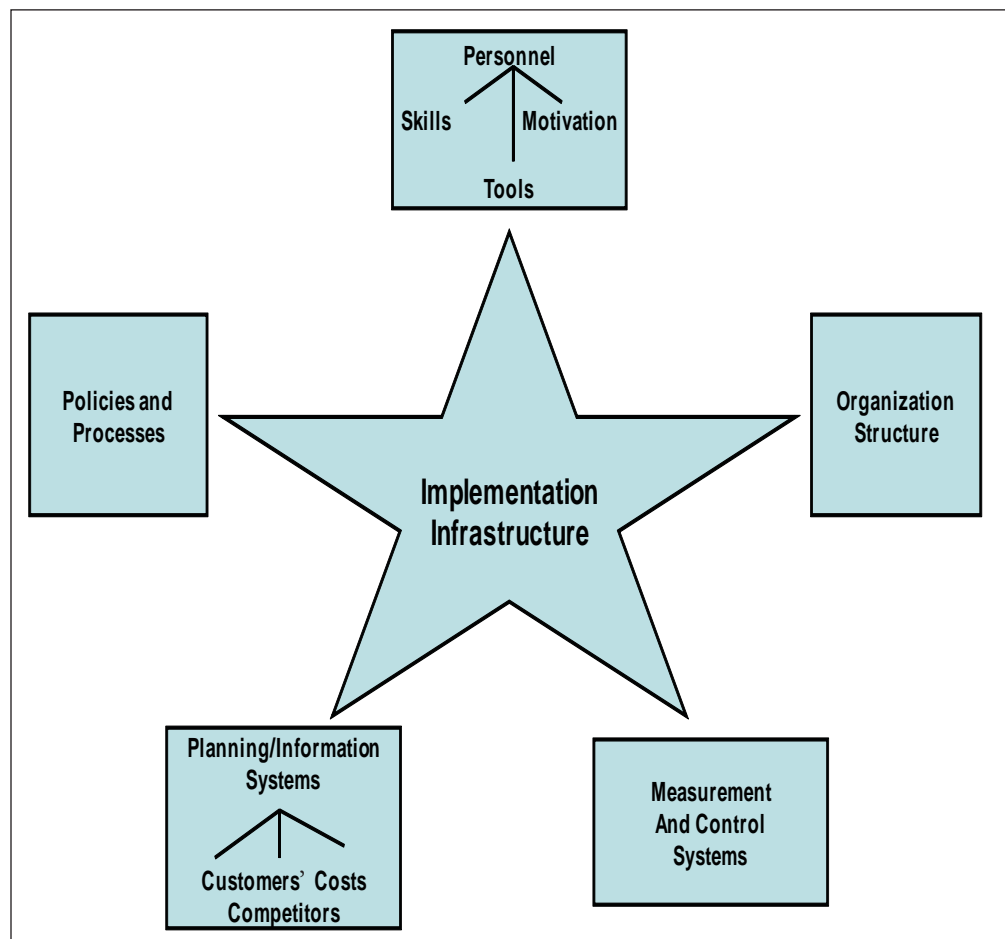 Personnel
Skills Motivation
Tools
Policies and
Processes
Organization
Structure
Implementation
Infrastructure
Planning/Information
Systems
Customers’ Costs
Competitors
Measurement
And Control
Systems